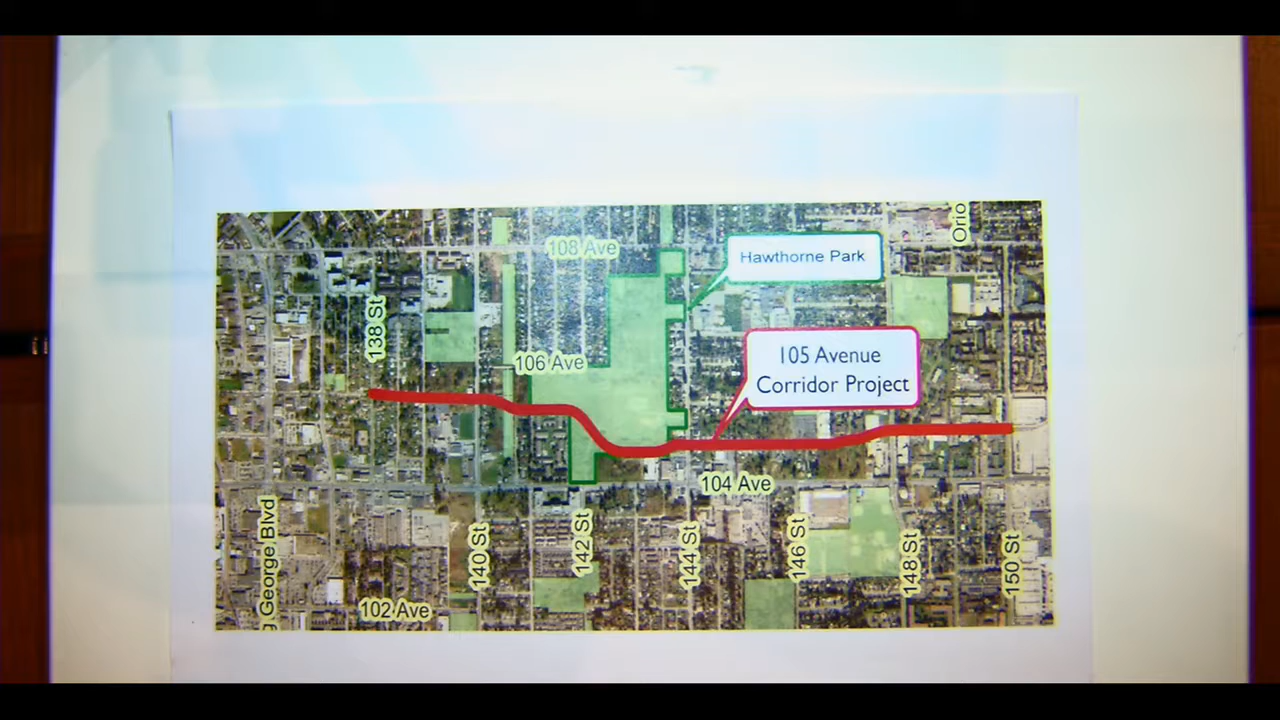 Orio
108 Ave
Hawthorne Park
138 St
106 Ave
105 Avenue
Corridor Project
104 Ave
George Blvd
140 St
142 St
144 St
146 St
148 St
150 St
102 Ave